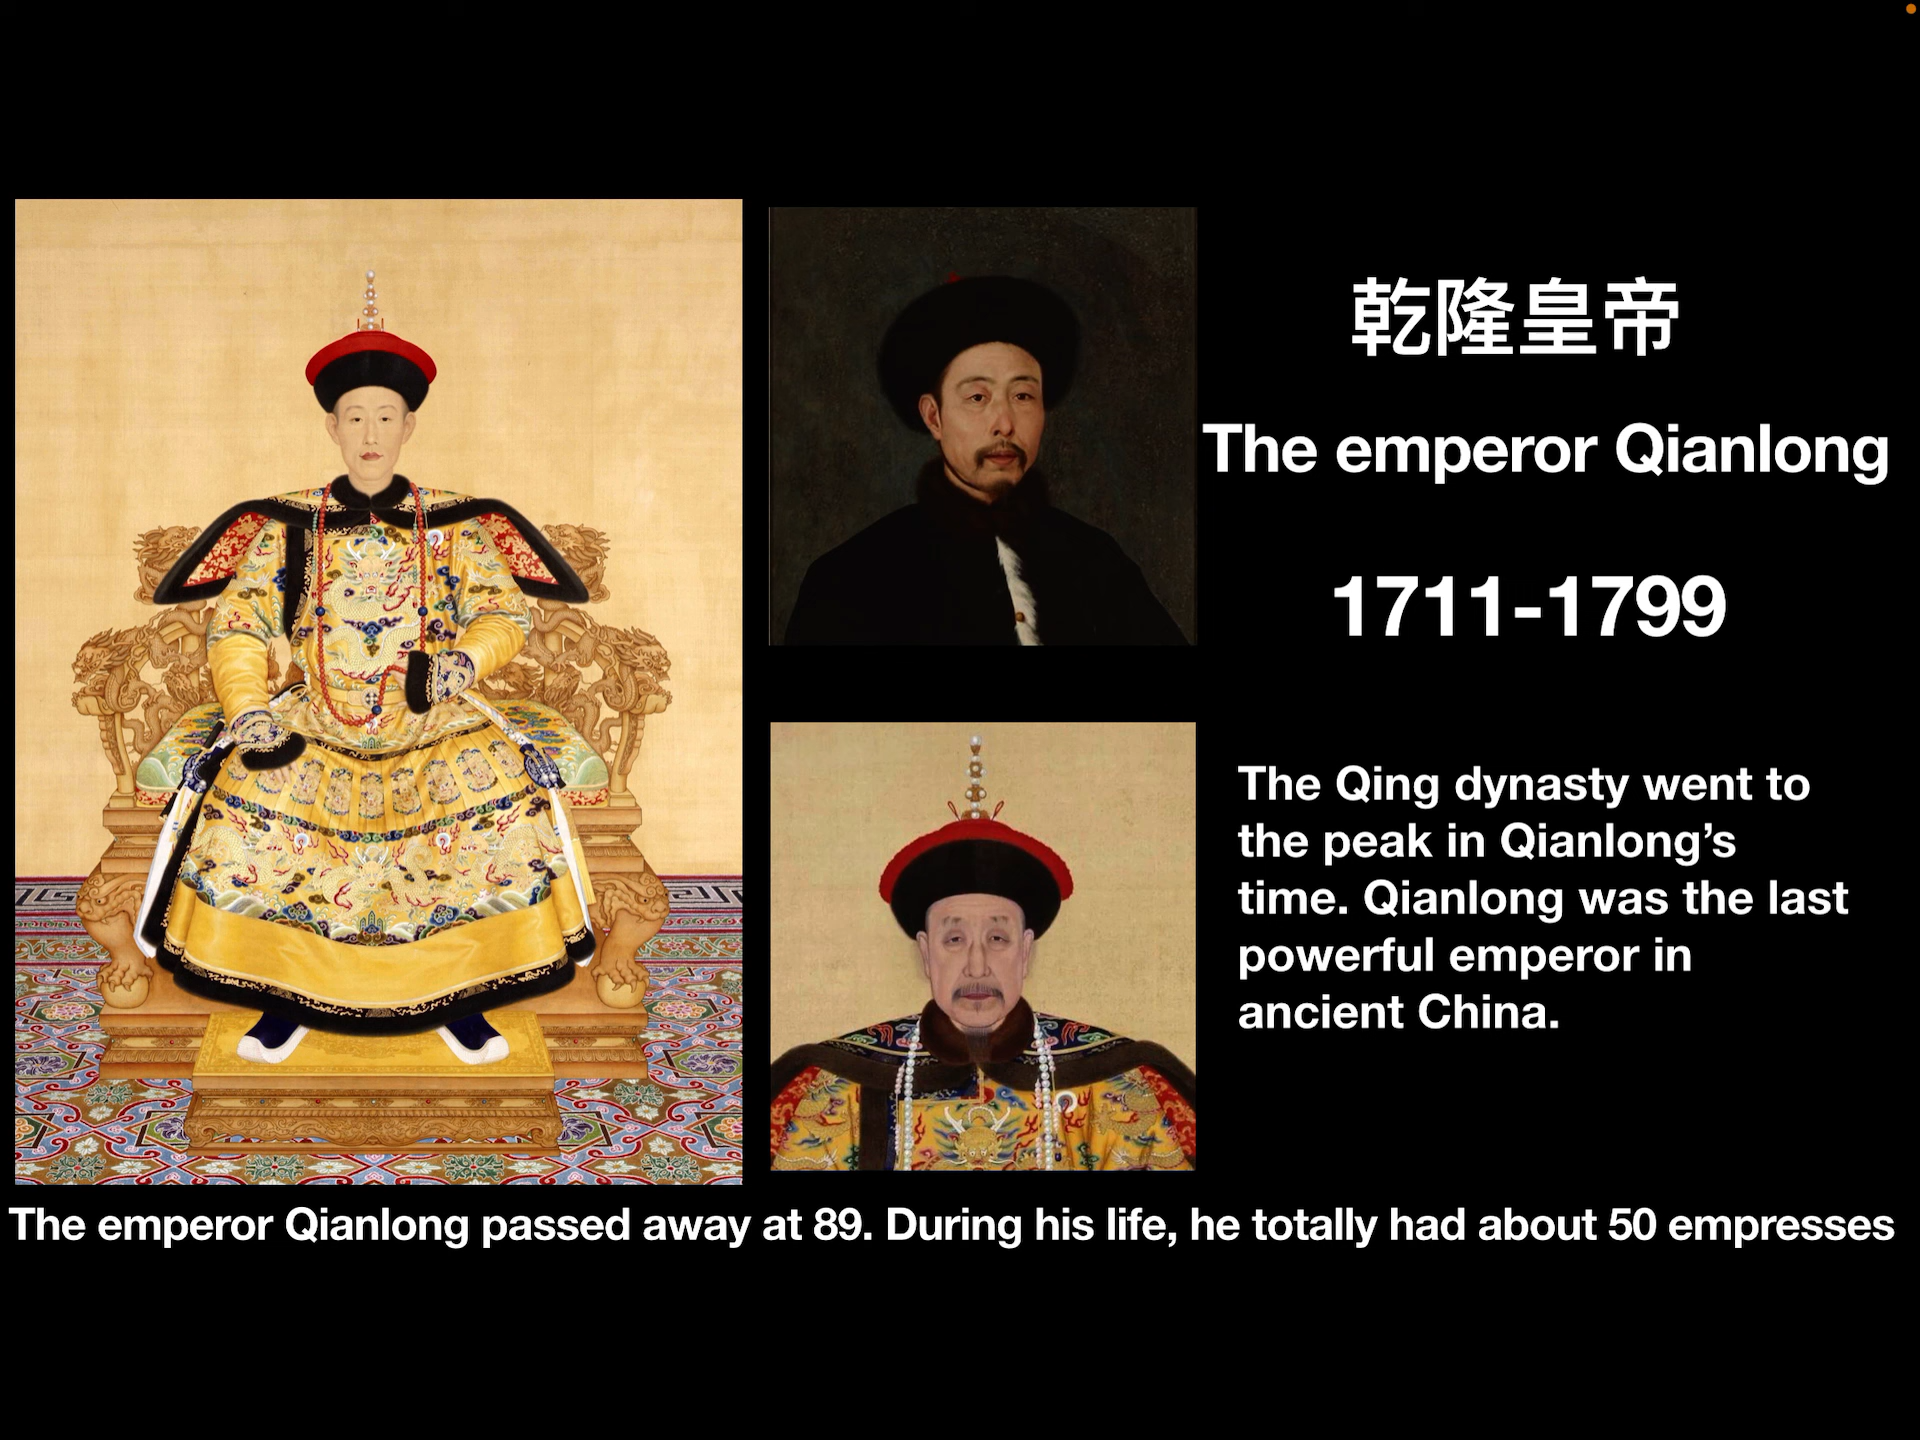 乾隆皇帝
The emperor Qianlong
1711-1799
The Qing dynasty went to
the peak in Qianlong’s
time. Qianlong was the last
powerful emperor in
ancient China.
The emperor Qianlong passed away at 89. During his life, he totally had about 50 empresses